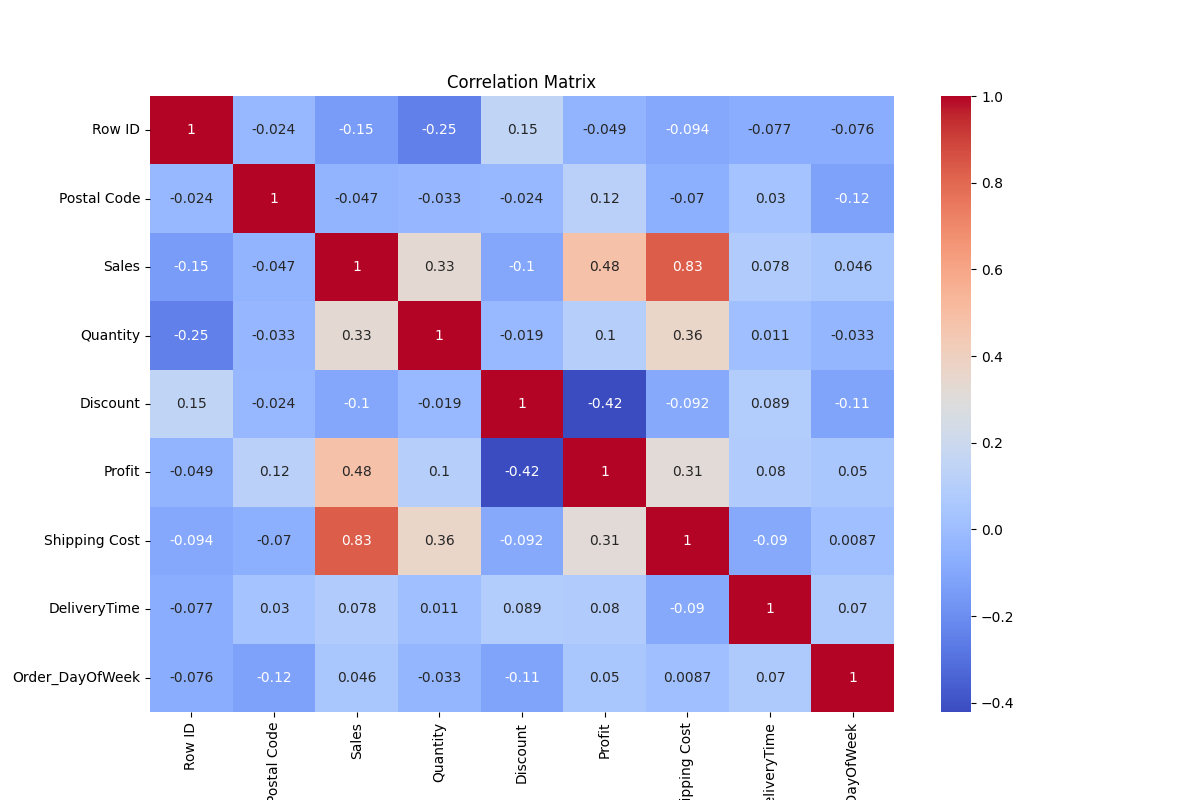 Correlation Matrix
Row ID 1 -0.024 -0.15 -0.25 0.15 -0.049 -0.094 -0.077 -0.076
Postal Code -0.024 1 -0.047 -0.033 -0.024 0.12 -0.07 0.03 -0.12
Sales -0.15 -0.047 1 0.33 -0.1 0.48 0.83 0.078 0.046
Quantity -0.25 -0.033 0.33 1 -0.019 0.1 0.36 0.011 -0.033
Discount 0.15 -0.024 -0.1 -0.019 1 -0.42 -0.092 0.089 -0.11
Profit -0.049 0.12 0.48 0.1 -0.42 1 0.31 0.08 0.05
Shipping Cost -0.094 -0.07 0.83 0.36 -0.092 0.31 1 -0.09 0.0087
DeliveryTime -0.077 0.03 0.078 0.011 0.089 0.08 -0.09 1 0.07
Order_DayOfWeek -0.076 -0.12 0.046 -0.033 -0.11 0.05 0.0087 0.07 1
Row ID
Postal Code
Sales
Quantity
Discount
Profit
ipping Cost
eliveryTime
DayOfWeek
1.0
0.8
0.6
0.4
0.2
0.0
−0.2
−0.4